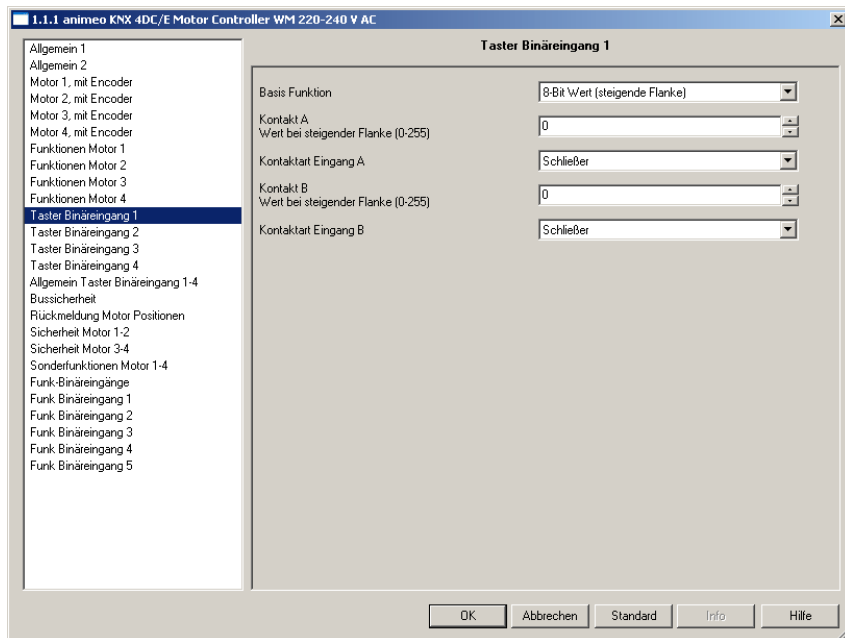 1.1.1 animeo KNX 4DC/E Motor Controller WM 220-240 V AC
Allgemein 1
Allgemein 2
Motor 1, mit Encoder
Motor 2, mit Encoder
Motor 3, mit Encoder
Motor 4, mit Encoder
Funktionen Motor 1
Funktionen Motor 2
Funktionen Motor 3
Funktionen Motor 4
Taster Binäreingang 1
Taster Binäreingang 2
Taster Binäreingang 3
Taster Binäreingang 4
Allgemein Taster Binäreingang 1-4
Bussicherheit
Rückmeldung Motor Positionen
Sicherheit Motor 1-2
Sicherheit Motor 3-4
Sonderfunktionen Motor 1-4
Funk-Binäreingänge
Funk Binäreingang 1
Funk Binäreingang 2
Funk Binäreingang 3
Funk Binäreingang 4
Funk Binäreingang 5
Taster Binäreingang 1
Basis Funktion
8-Bit Wert (steigende Flanke)
Kontakt A
Wert bei steigender Flanke (0-255)
0
Kontaktart Eingang A
Schließer
Kontakt B
Wert bei steigender Flanke (0-255)
0
Kontaktart Eingang B
Schließer
OK
Abbrechen
Standard
Info
Hilfe